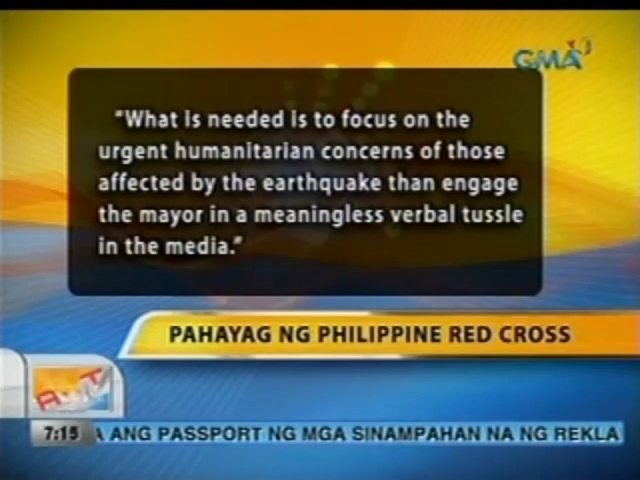 GMA
"What is needed is to focus on the
urgent humanitarian concerns of those
affected by the earthquake than engage
the mayor in a meaningless verbal tussle
in the media."
PAHAYAG NG PHILIPPINE RED CROSS
7:15 A ANG PASSPORT NG MGA SINAMPAHAN NA NG REKLA